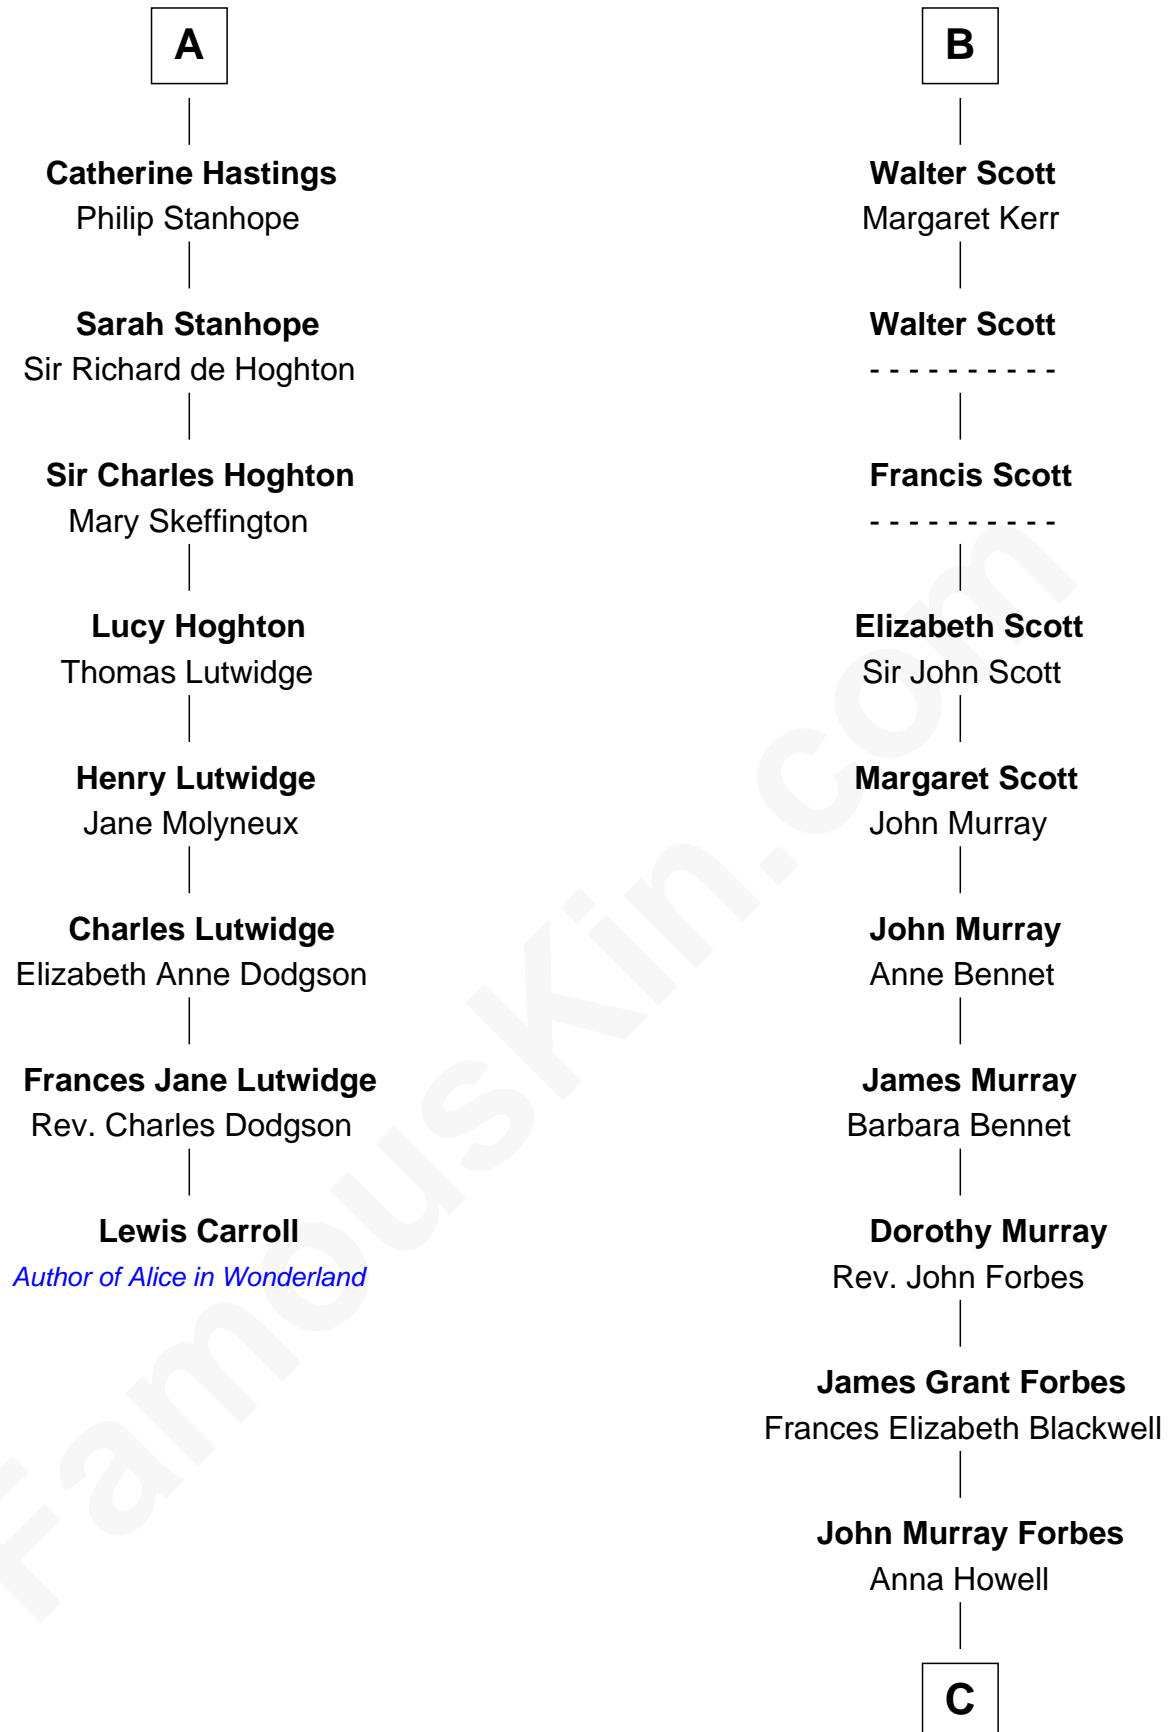 A
Catherine Hastings
Philip Stanhope
Sarah Stanhope
Sir Richard de Hoghton
Sir Charles Hoghton
Mary Skeffington
Lucy Hoghton
Thomas Lutwidge
Henry Lutwidge
Jane Molyneux
Charles Lutwidge
Elizabeth Anne Dodgson
Frances Jane Lutwidge
Rev. Charles Dodgson
Lewis Carroll
Author of Alice in Wonderland
B
Walter Scott
Margaret Kerr
Walter Scott
- - - - - - - - - -
Francis Scott
- - - - - - - - - -
Elizabeth Scott
Sir John Scott
Margaret Scott
John Murray
John Murray
Anne Bennet
James Murray
Barbara Bennet
Dorothy Murray
Rev. John Forbes
James Grant Forbes
Frances Elizabeth Blackwell
John Murray Forbes
Anna Howell
C
FamousKin.com